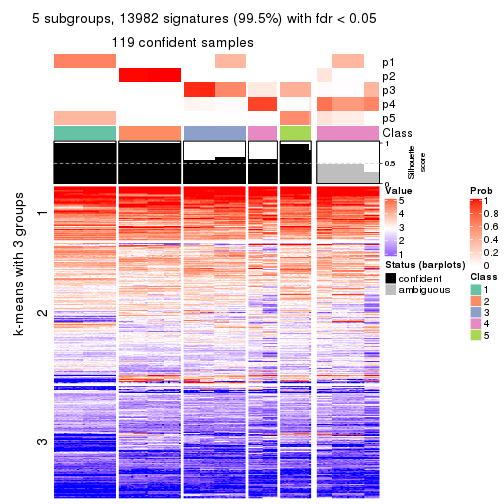 5 subgroups, 13982 signatures (99.5%) with fdr < 0.05
119 confident samples
p1
p2
p3
p4
p5
Class
1
0.5
0
Silhouette
score
k-means with 3 groups
1
2
3
Value
5
4
3
2
1
Status (barplots)
confident
ambiguous
Prob
1
0.8
0.6
0.4
0.2
0
Class
1
2
3
4
5